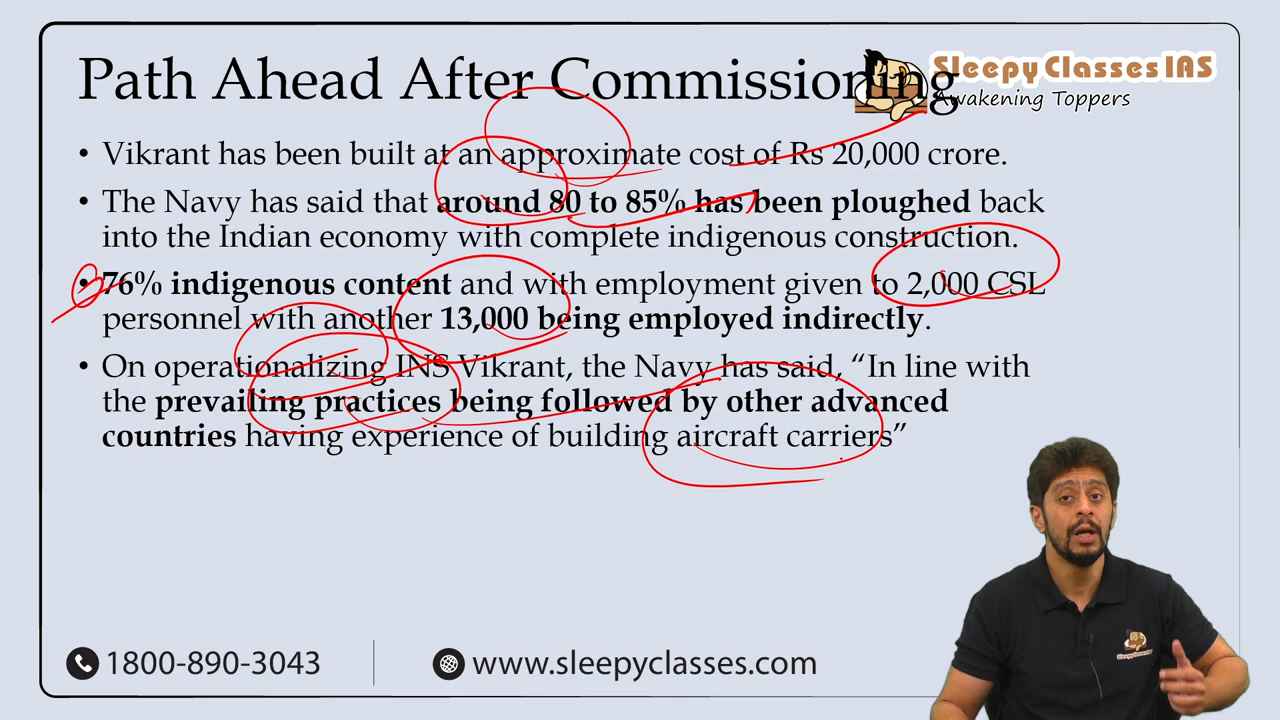 Path Ahead After Commissioning
Sleepy Classes IAS
Awakening Toppers
• Vikrant has been built at an approximate cost of Rs 20,000 crore.
• The Navy has said that around 80 to 85% has been ploughed back
into the Indian economy with complete indigenous construction.
• 76% indigenous content and with employment given to 2,000 CSL
personnel with another 13,000 being employed indirectly.
• On operationalizing INS Vikrant, the Navy has said, “In line with
the prevailing practices being followed by other advanced
countries having experience of building aircraft carriers”
1800-890-3043
www.sleepyclasses.com
SleepyClasses